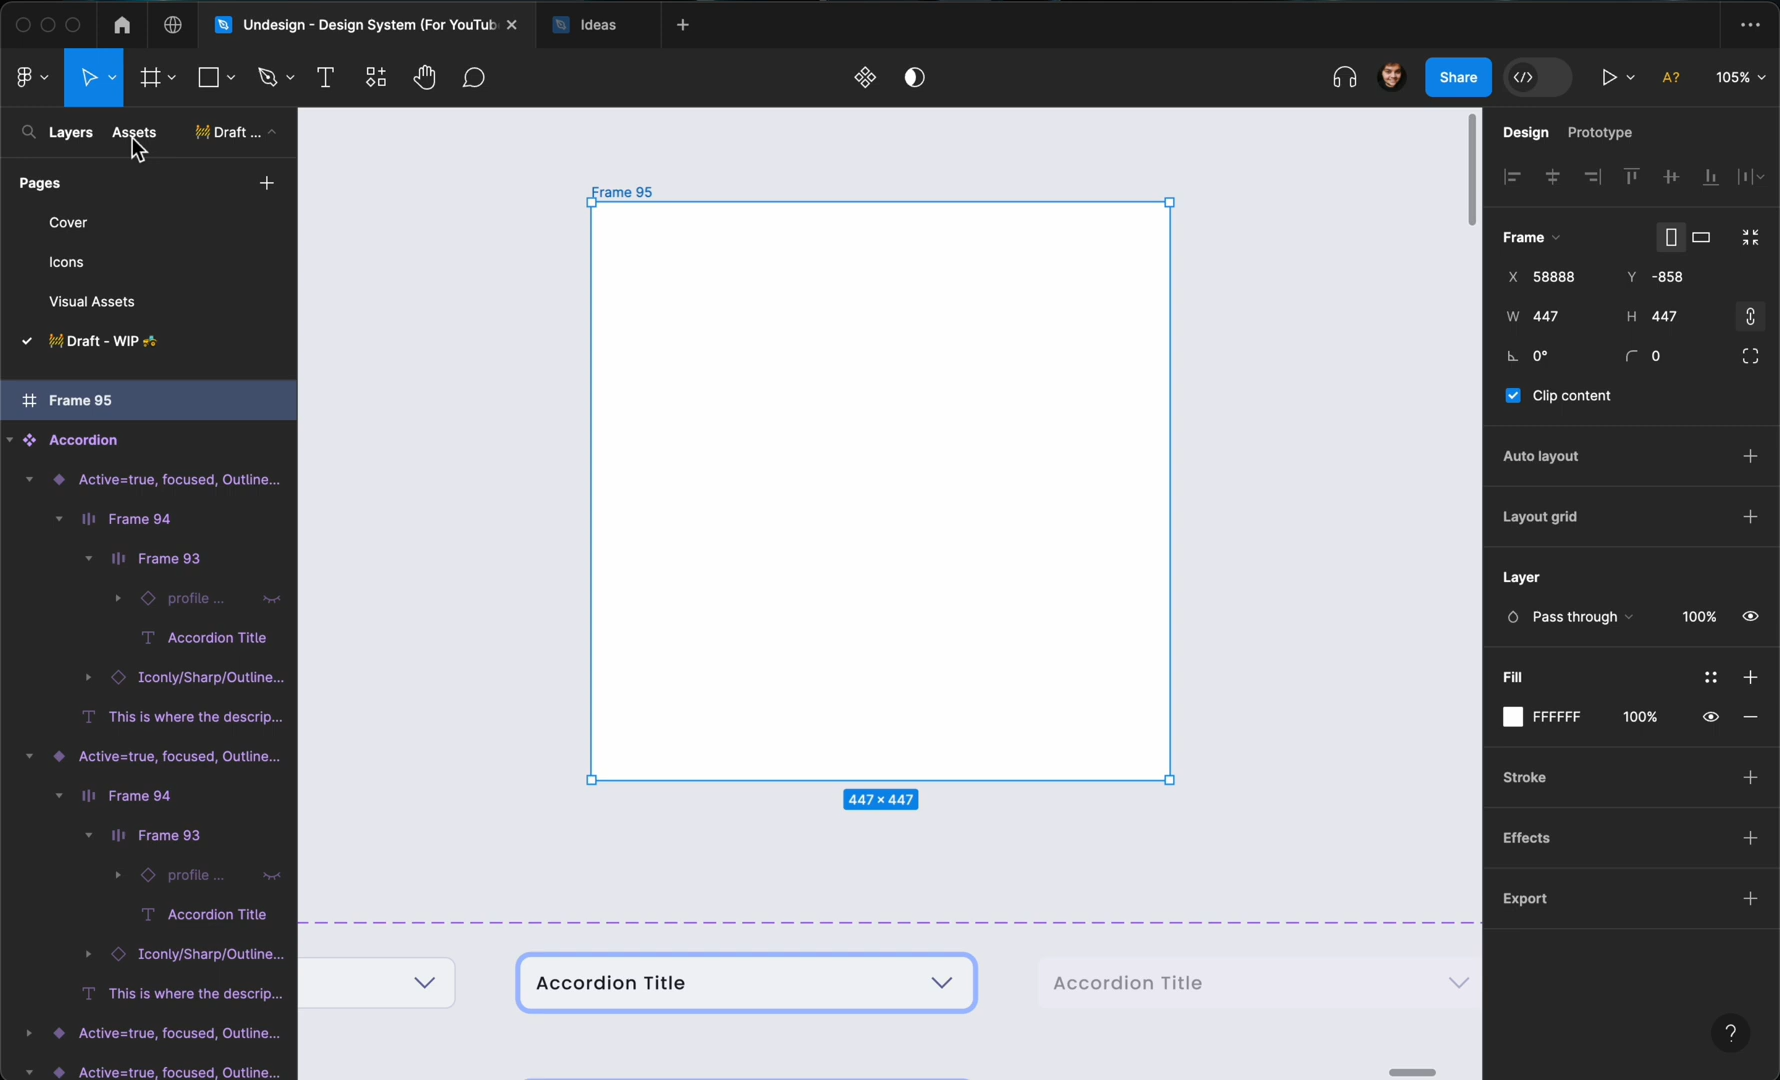 Undesign - Design System (For YouTub
Ideas
Share
A?
105%
Layers
Assets
Draft ...
Pages
Cover
Icons
Visual Assets
Draft - WIP
Frame 95
Accordion
Active=true, focused, Outline...
Frame 94
Frame 93
profile ...
Accordion Title
Iconly/Sharp/Outline...
This is where the descrip...
Active=true, focused, Outline...
Frame 94
Frame 93
profile ...
Accordion Title
Iconly/Sharp/Outline...
This is where the descrip...
Active=true, focused, Outline...
Active=true, focused, Outline...
Frame 95
447 × 447
Accordion Title
Accordion Title
Design
Prototype
Frame
X 58888
Y -858
W 447
H 447
0°
0
Clip content
Auto layout
Layout grid
Layer
Pass through
100%
Fill
FFFFFF
100%
Stroke
Effects
Export
?